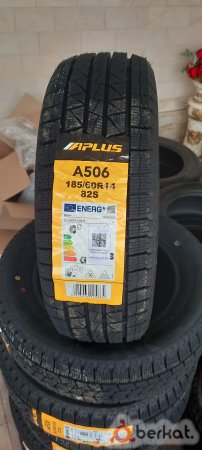 APLUS
A506
185/60R14
82S
ENERG
berkat.